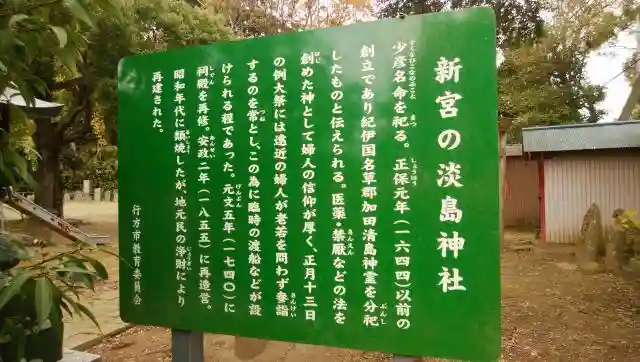 新宮の淡島神社
少彦名命を祀る。正保元年(一六四四)以前の
創立であり紀伊国名草郡加田清島神霊を分祀
したものと伝えられる。医薬、禁厭などの法を
創めた神として婦人の信仰が厚く、正月十三日
の例大祭には遠近の婦人が老若を問わず参詣
するのを常とし、この為に臨時の渡船などが設
けられる程であった。元文五年(一七四〇)に
祠殿を再修。安政二年(一八五五)に再造営。
昭和年代に類焼したが、地元民の浄財により
再建された。
行方市教育委員会